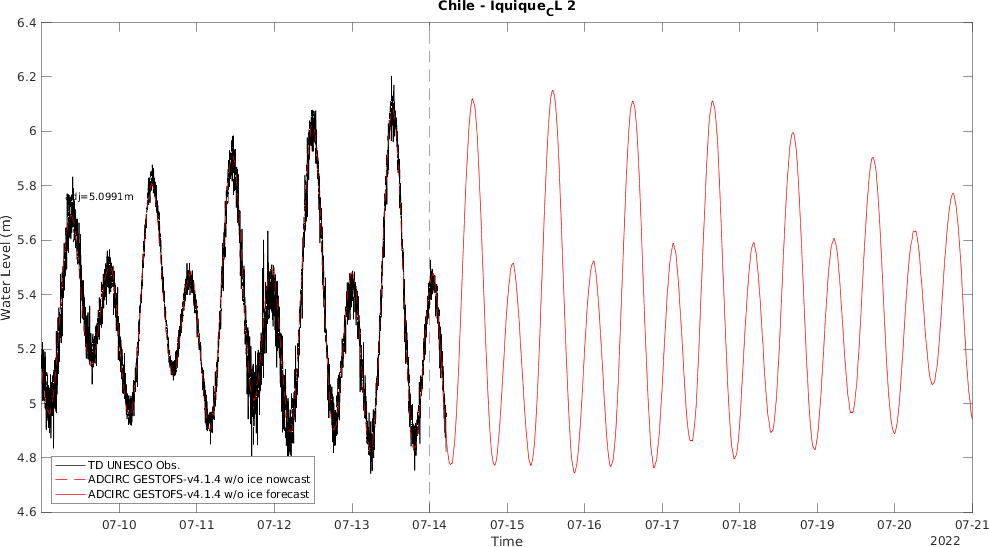 Chile - Iquique_CL 2
6.4
6.2
6
5.8
5.6
5.4
5.2
5
4.8
4.6
Water Level (m)
dj=5.0991m
TD UNESCO Obs.
ADCIRC GESTOFS-v4.1.4 w/o ice nowcast
ADCIRC GESTOFS-v4.1.4 w/o ice forecast
07-10 07-11 07-12 07-13 07-14 07-15 07-16 07-17 07-18 07-19 07-20 07-21
Time
2022